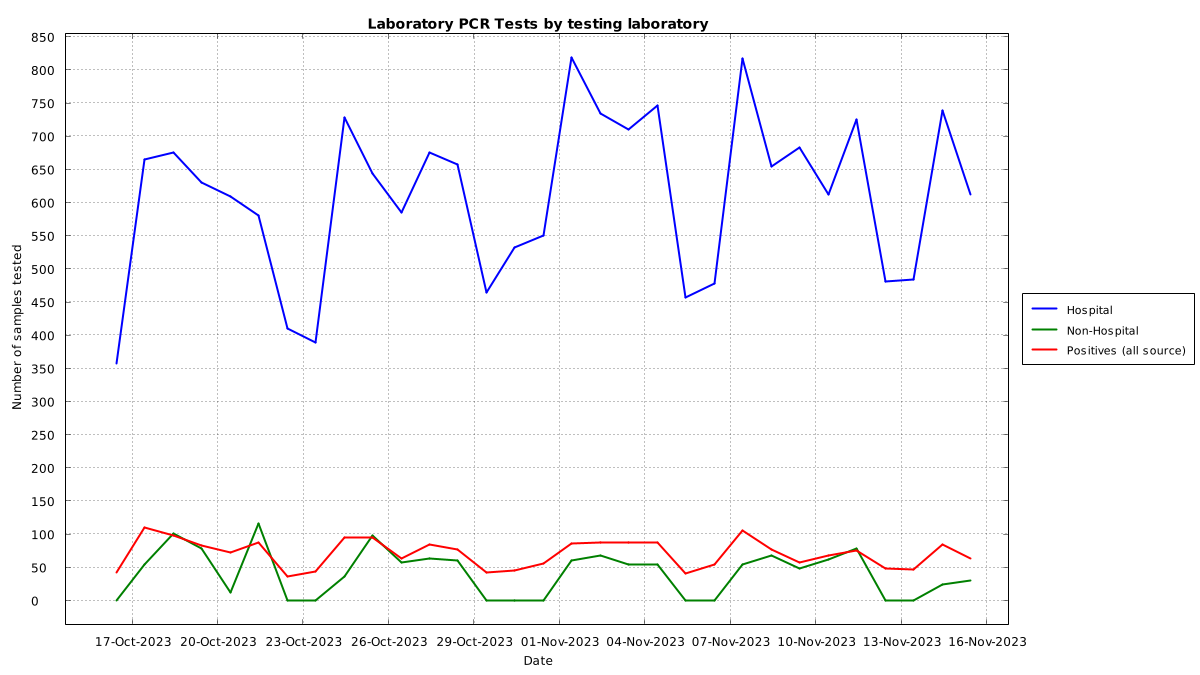 Laboratory PCR Tests by testing laboratory
850
800
750
700
650
600
550
500
450
400
350
300
250
200
150
100
50
0
Number of samples tested
17-Oct-2023 20-Oct-2023 23-Oct-2023 26-Oct-2023 29-Oct-2023 01-Nov-2023 04-Nov-2023 07-Nov-2023 10-Nov-2023 13-Nov-2023 16-Nov-2023
Date
Hospital
Non-Hospital
Positives (all source)